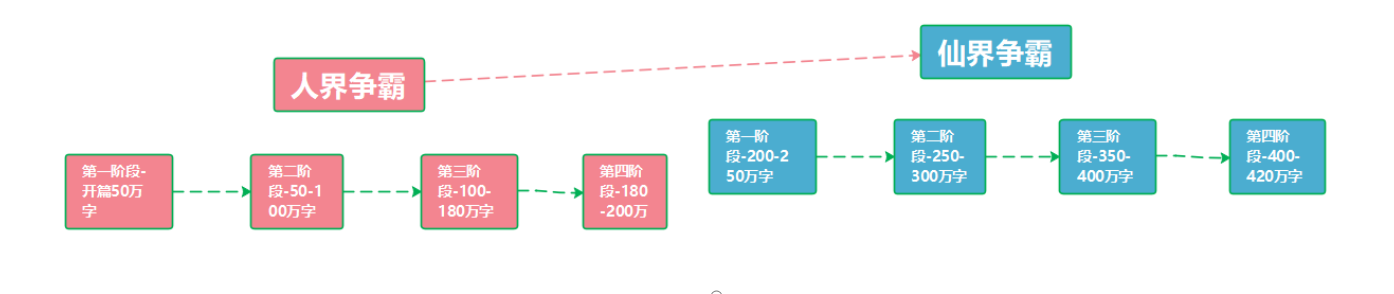 人界争霸
仙界争霸
第一阶段-
开篇50万
字
第二阶
段-50-1
00万字
第三阶
段-100-
180万字
第四阶
段-180
-200万
第一阶
段-200-2
50万字
第二阶
段-250-
300万字
第三阶
段-350-
400万字
第四阶
段-400-
420万字